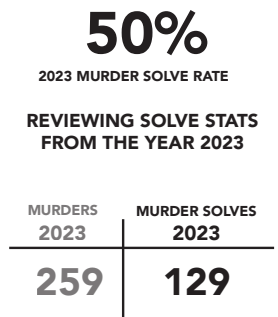 50%
2023 MURDER SOLVE RATE
REVIEWING SOLVE STATS
FROM THE YEAR 2023
MURDERS
2023
MURDER SOLVES
2023
259
129